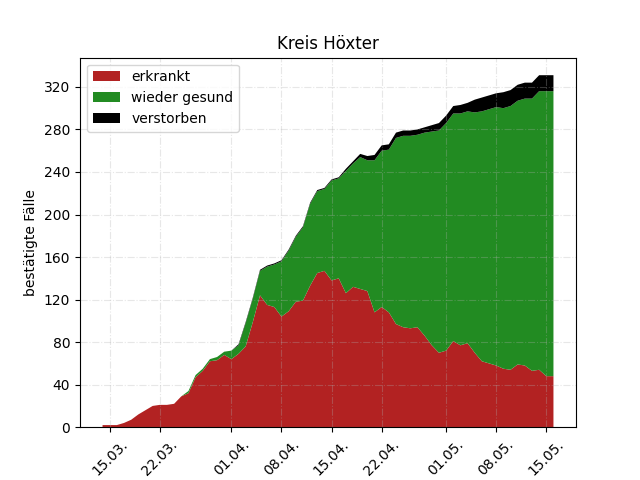 Kreis Höxter
erkrankt
wieder gesund
verstorben
bestätigte Fälle
320
280
240
200
160
120
80
40
0
15.03. 22.03. 01.04. 08.04. 15.04. 22.04. 01.05. 08.05. 15.05.